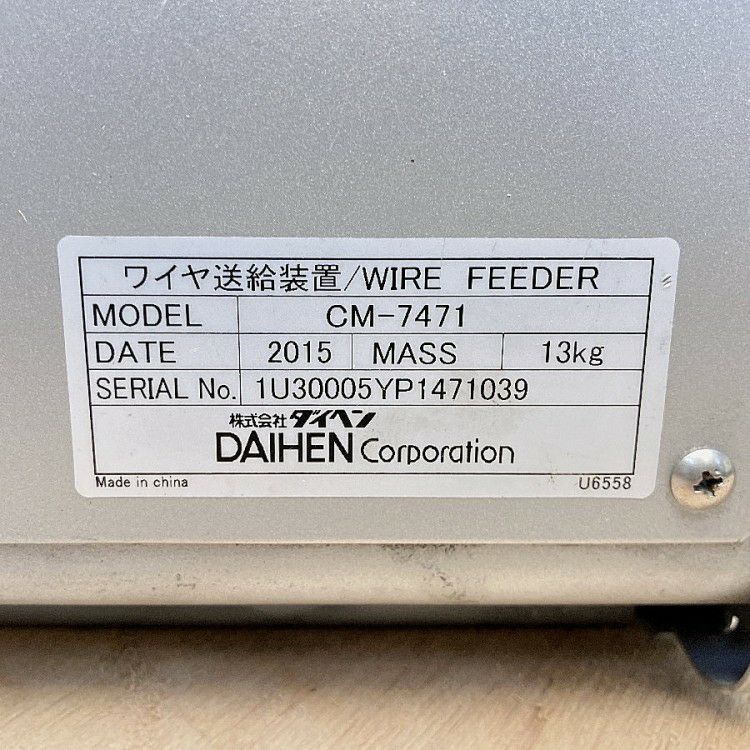 ワイヤ送給装置/WIRE FEEDER
MODEL CM-7471
DATE 2015 MASS 13kg
SERIAL No. 1U30005YP1471039
株式会社ダイヘン
DAIHEN Corporation
Made in china U6558